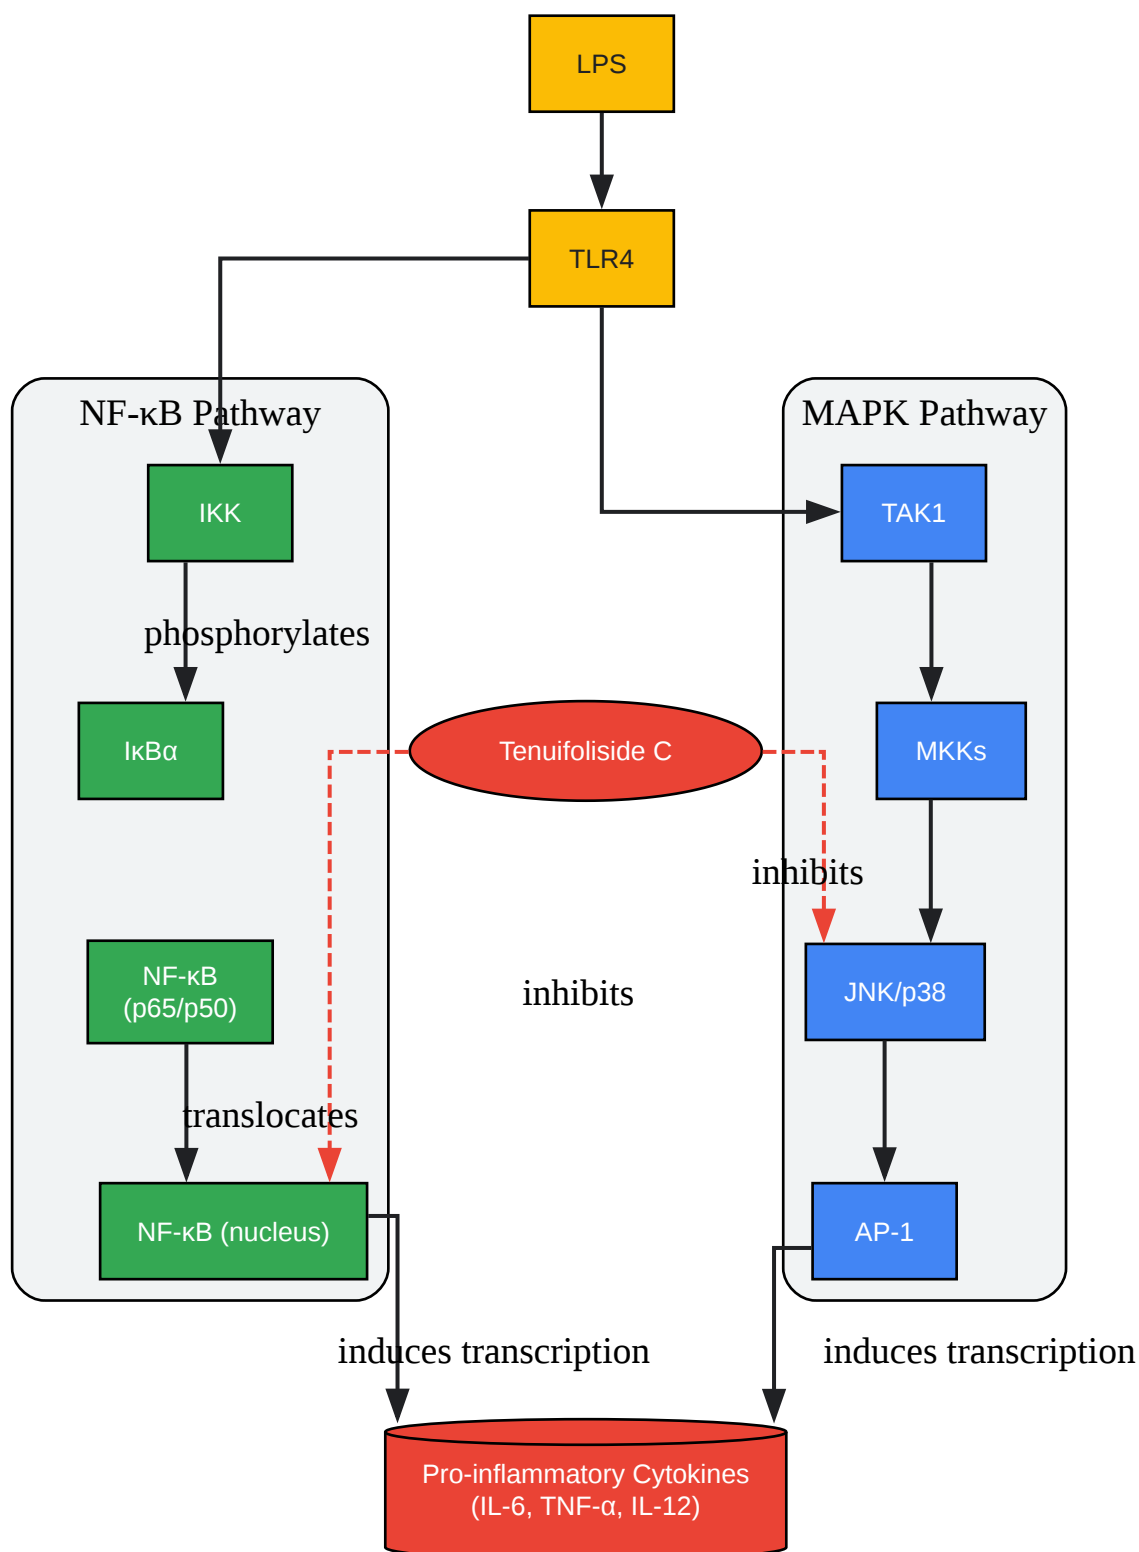 LPS
TLR4
NF-κB Pathway
MAPK Pathway
IKK
TAK1
phosphorylates
IκBα
Tenuifoliside C
MKKs
inhibits
NF-κB
(p65/p50)
inhibits
JNK/p38
translocates
NF-κB (nucleus)
AP-1
induces transcription
induces transcription
Pro-inflammatory Cytokines
(IL-6, TNF-α, IL-12)